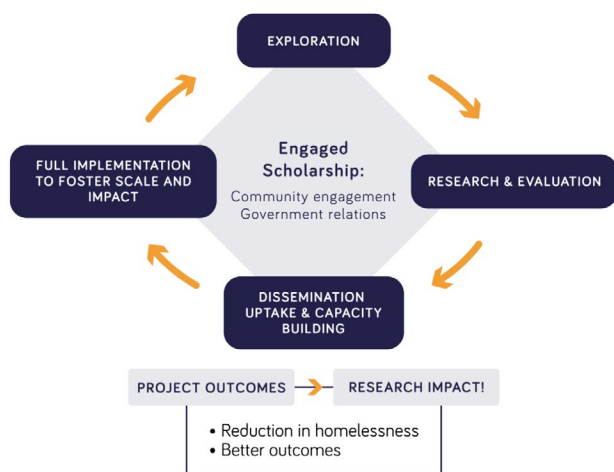 EXPLORATION
Engaged
Scholarship:
Community engagement
Government relations
FULL IMPLEMENTATION
TO FOSTER SCALE AND
IMPACT
RESEARCH & EVALUATION
DISSEMINATION
UPTAKE & CAPACITY
BUILDING
PROJECT OUTCOMES
RESEARCH IMPACT!
• Reduction in homelessness
• Better outcomes